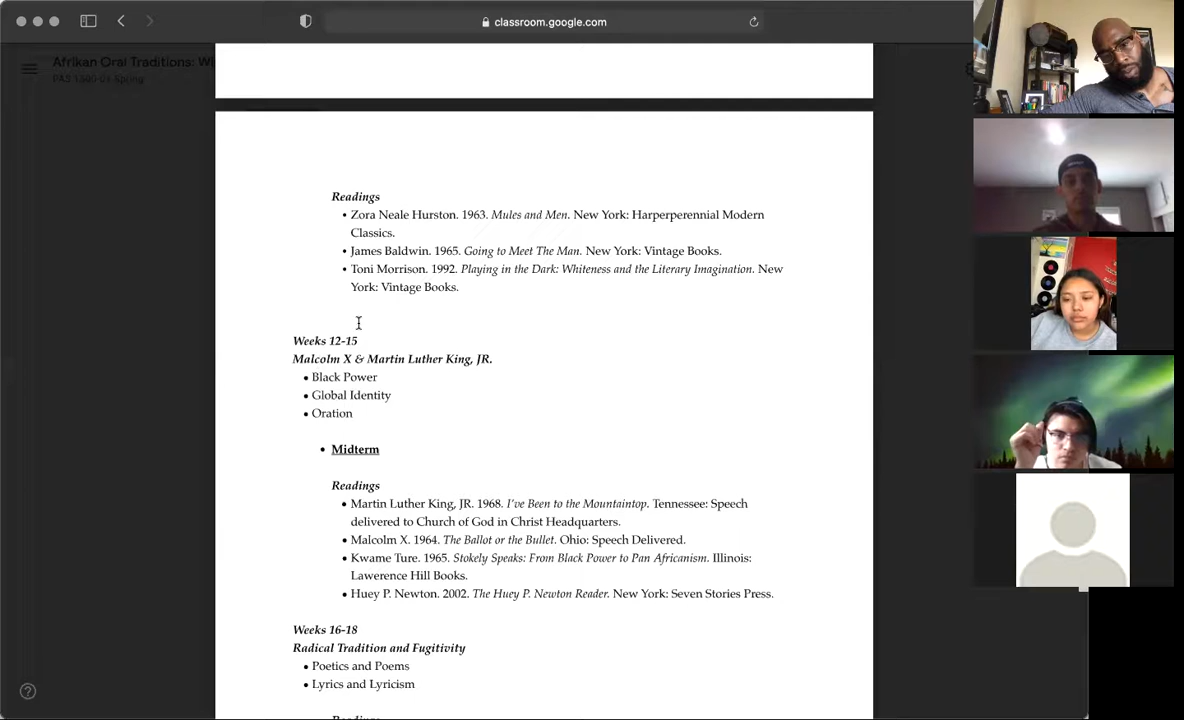 classroom.google.com
Afrikan Oral Traditions: W
PAS 1300-01-Spring
Readings
• Zora Neale Hurston. 1963. Mules and Men. New York: Harperperennial Modern
Classics.
• James Baldwin. 1965. Going to Meet The Man. New York: Vintage Books.
• Toni Morrison. 1992. Playing in the Dark: Whiteness and the Literary Imagination. New
York: Vintage Books.
Weeks 12-15
Malcolm X & Martin Luther King, JR.
• Black Power
• Global Identity
• Oration
• Midterm
Readings
• Martin Luther King, JR. 1968. I've Been to the Mountaintop. Tennessee: Speech
delivered to Church of God in Christ Headquarters.
• Malcolm X. 1964. The Ballot or the Bullet. Ohio: Speech Delivered.
• Kwame Ture. 1965. Stokely Speaks: From Black Power to Pan Africanism. Illinois:
Lawerence Hill Books.
• Huey P. Newton. 2002. The Huey P. Newton Reader. New York: Seven Stories Press.
Weeks 16-18
Radical Tradition and Fugitivity
• Poetics and Poems
• Lyrics and Lyricism
Readings